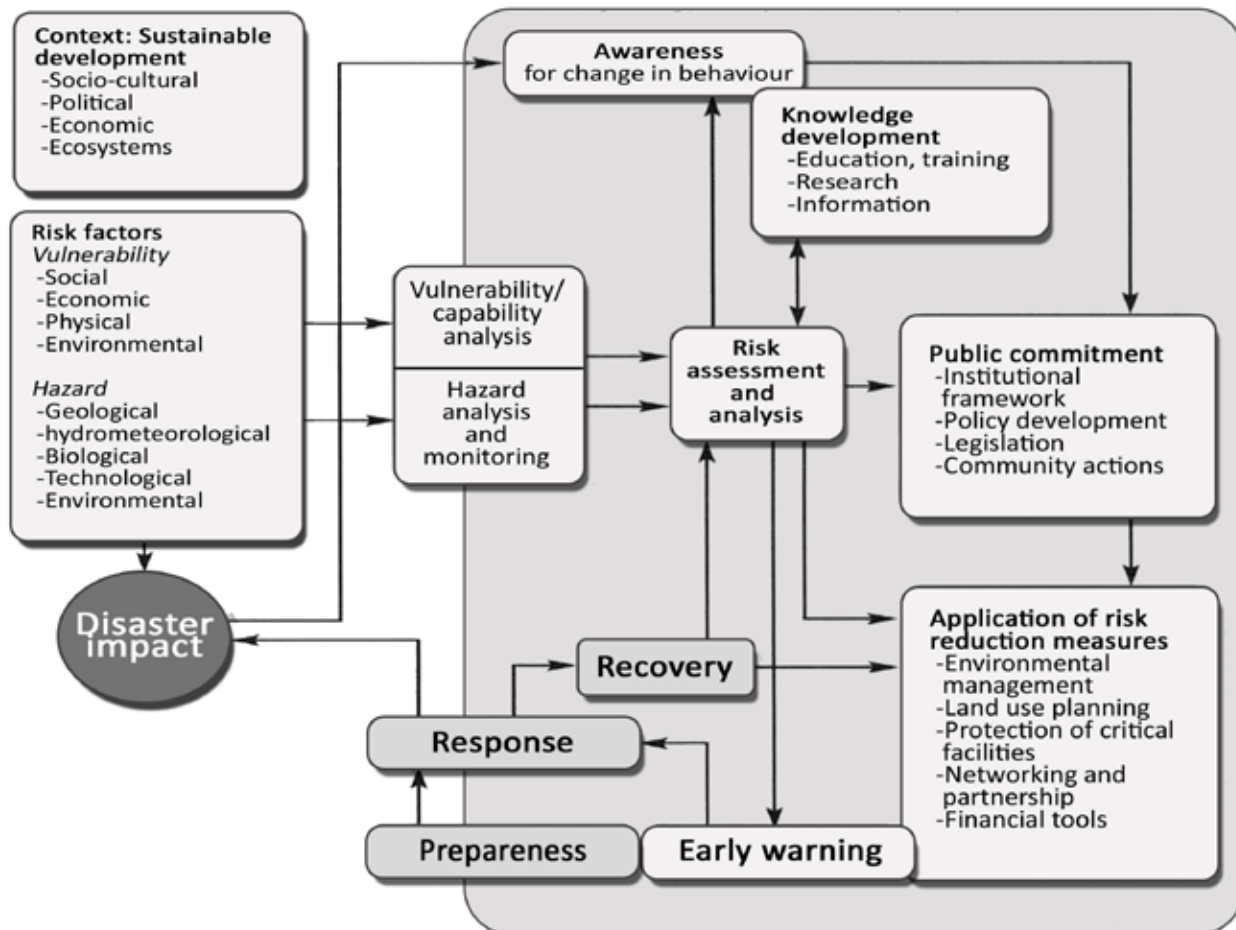 Context: Sustainable
development
-Socio-cultural
-Political
-Economic
-Ecosystems
Risk factors
Vulnerability
-Social
-Economic
-Physical
-Environmental
Hazard
-Geological
-hydrometeorological
-Biological
-Technological
-Environmental
Disaster
impact
Awareness
for change in behaviour
Knowledge
development
-Education, training
-Research
-Information
Vulnerability/
capability
analysis
Hazard
analysis
and
monitoring
Risk
assessment
and
analysis
Public commitment
-Institutional
framework
-Policy development
-Legislation
-Community actions
Application of risk
reduction measures
-Environmental
management
-Land use planning
-Protection of critical
facilities
-Networking and
partnership
-Financial tools
Recovery
Response
Prepareness
Early warning